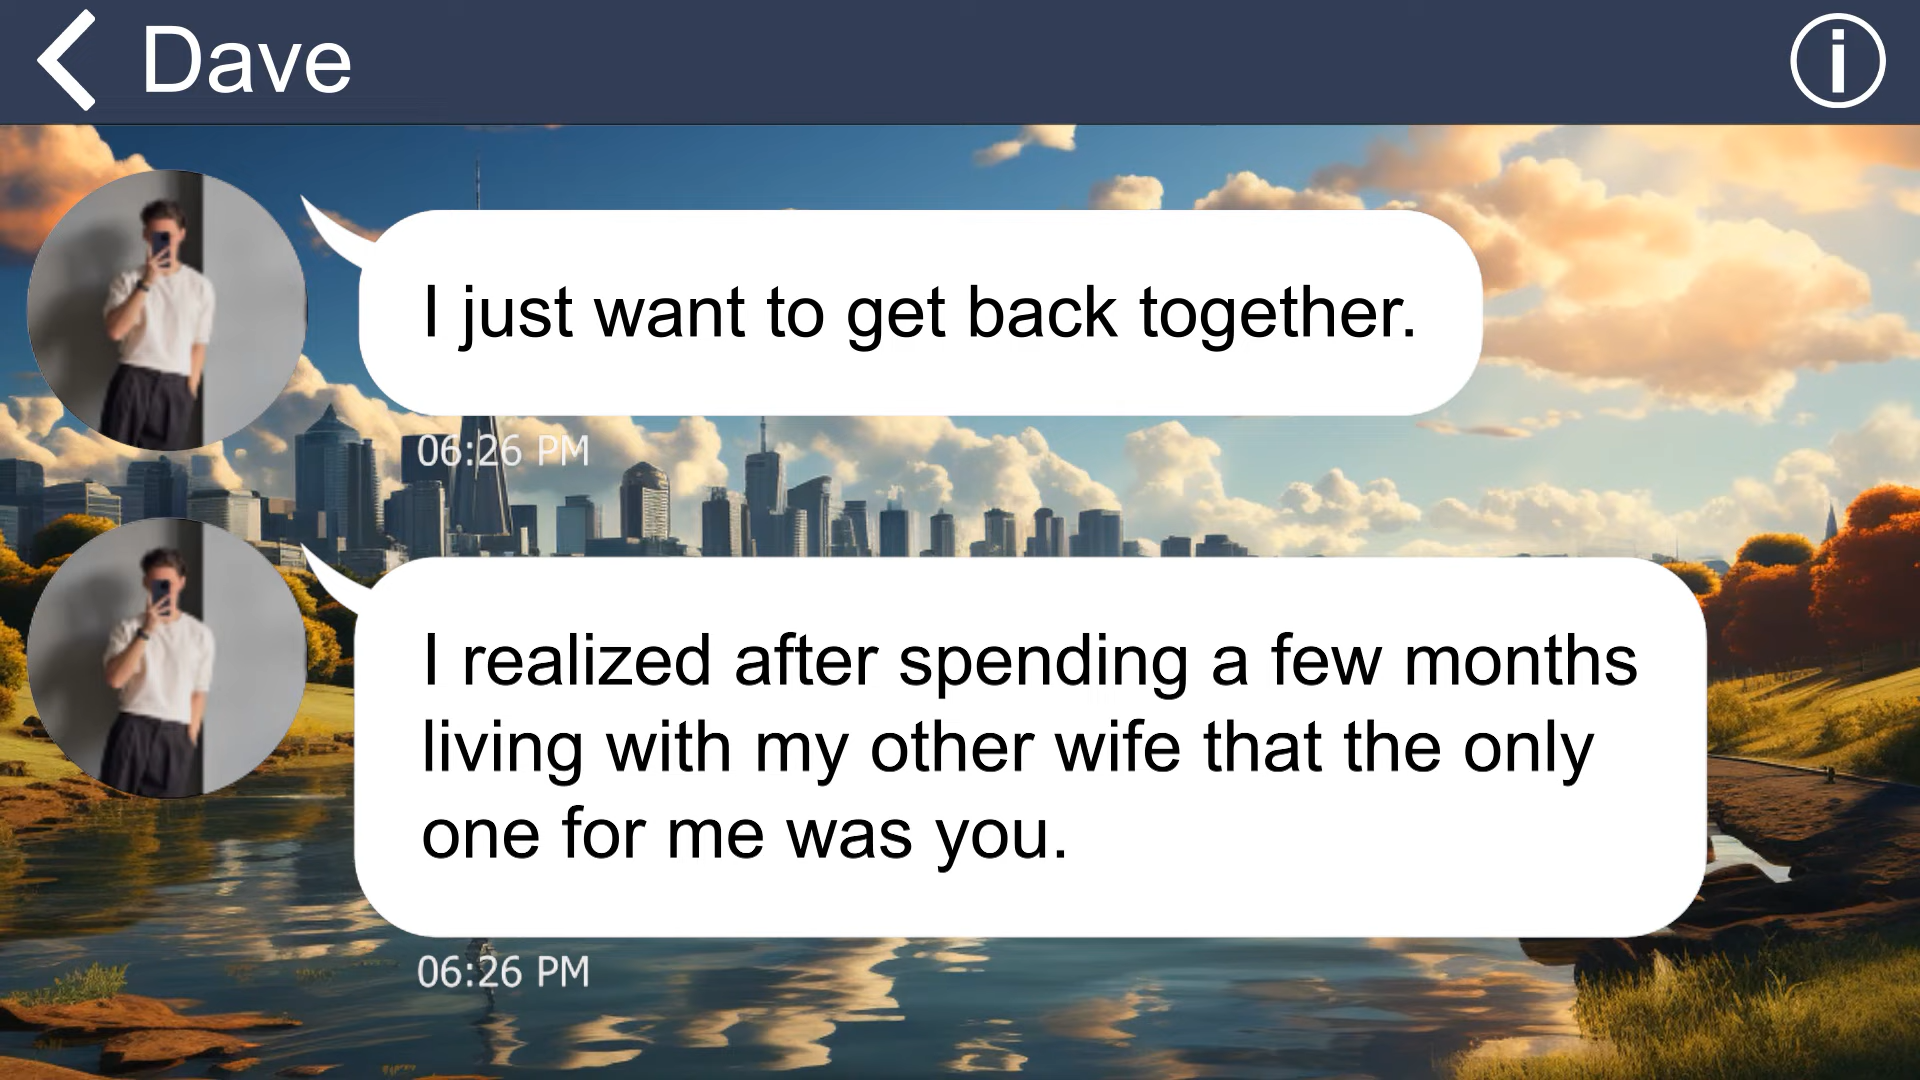 Dave
I just want to get back together.
06:26 PM
I realized after spending a few months
living with my other wife that the only
one for me was you.
06:26 PM